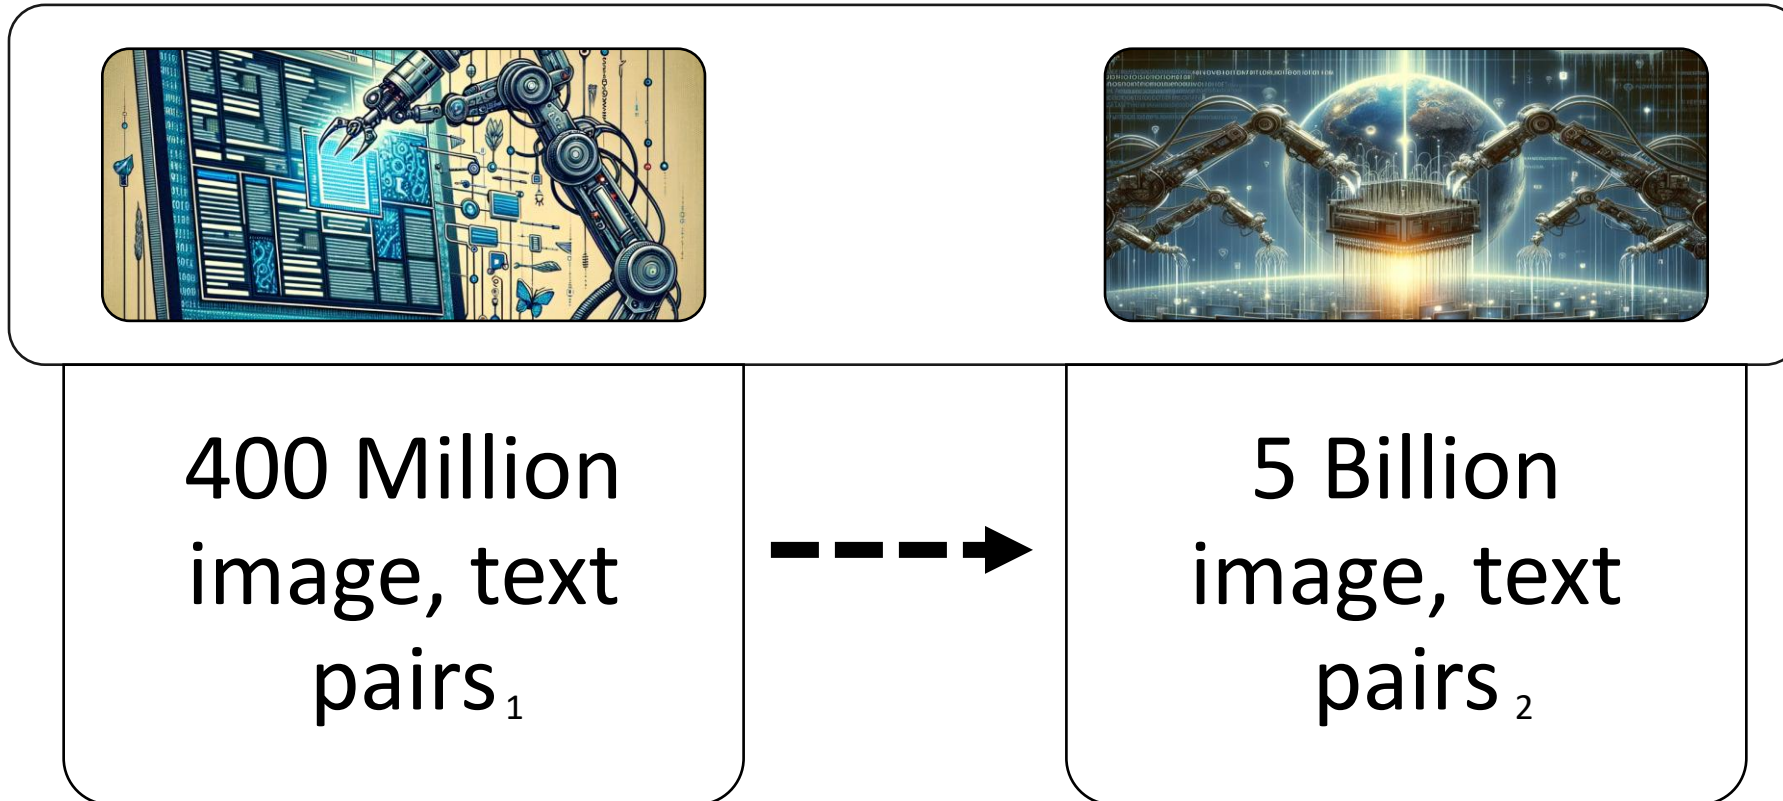 400 Million
image, text
pairs 1
5 Billion
image, text
pairs 2